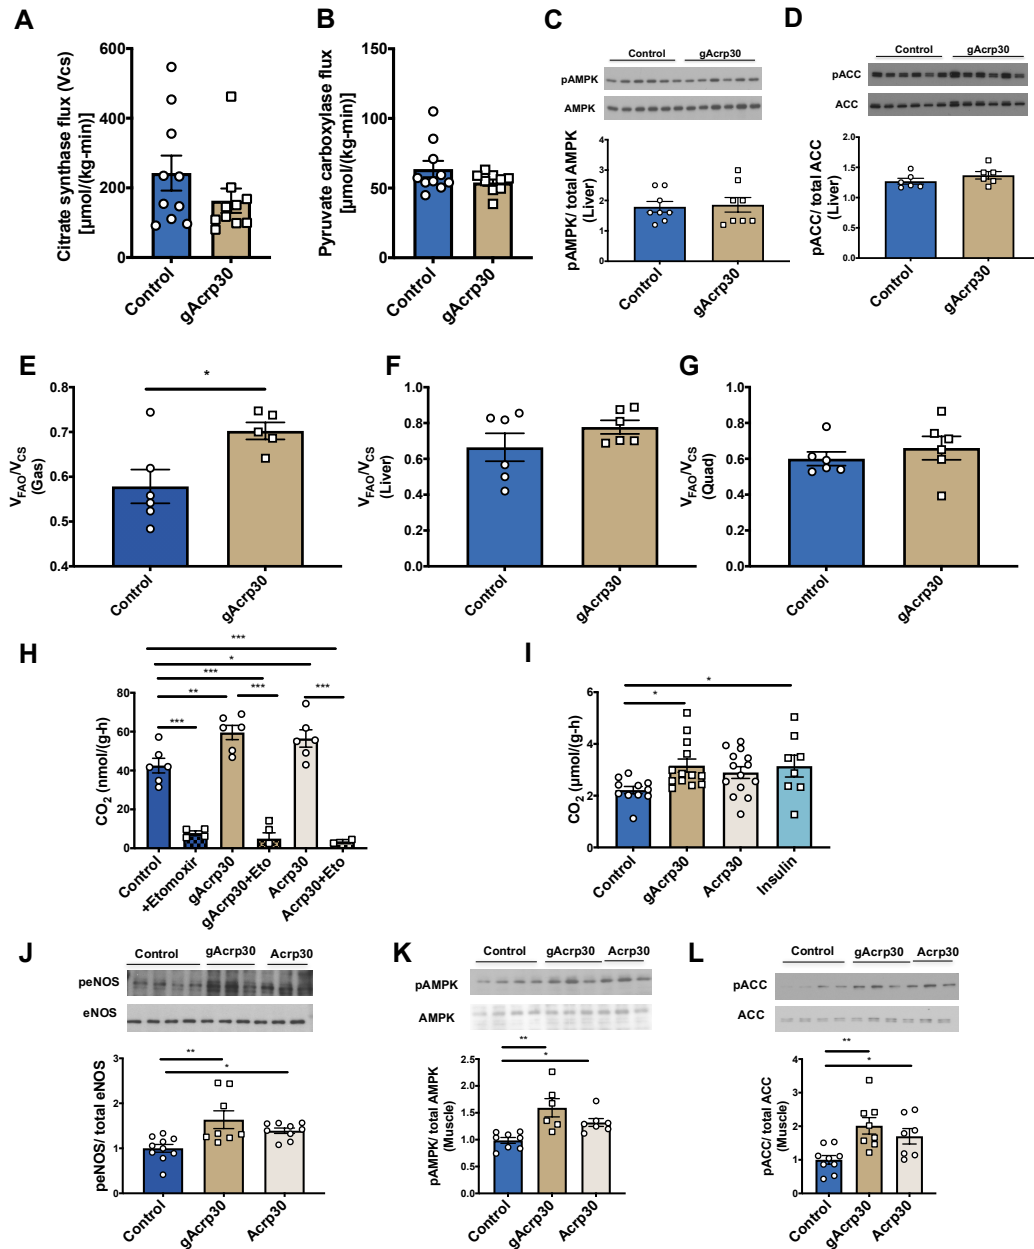 A
Citrate synthase flux (Vcs)
[µmol/(kg-min)]
600
400
200
0
Control
gAcrp30
B
Pyruvate carboxylase flux
[µmol/(kg-min)]
150
100
50
0
Control
gAcrp30
C
Control
gAcrp30
pAMPK
AMPK
pAMPK/ total AMPK
(Liver)
4
3
2
1
0
Control
gAcrp30
D
Control
gAcrp30
pACC
ACC
pACC/ total ACC
(Liver)
2.0
1.5
1.0
0.5
0.0
Control
gAcrp30
E
*
VFAO/VCS
(Gas)
0.8
0.7
0.6
0.5
0.4
Control
gAcrp30
F
VFAO/VCS
(Liver)
1.0
0.8
0.6
0.4
0.2
0.0
Control
gAcrp30
G
VFAO/VCS
(Quad)
1.0
0.8
0.6
0.4
0.2
0.0
Control
gAcrp30
H
***
*
***
**
***
***
***
CO2 (nmol/(g-h)
80
60
40
20
0
Control
+Etomoxir
gAcrp30
gAcrp30+Eto
Acrp30
Acrp30+Eto
I
*
*
CO2 (µmol/(g-h)
6
4
2
0
Control
gAcrp30
Acrp30
Insulin
J
Control
gAcrp30
Acrp30
peNOS
eNOS
**
*
peNOS/ total eNOS
3
2
1
0
Control
gAcrp30
Acrp30
K
Control
gAcrp30
Acrp30
pAMPK
AMPK
**
*
pAMPK/ total AMPK
(Muscle)
2.5
2.0
1.5
1.0
0.5
0.0
Control
gAcrp30
Acrp30
L
Control
gAcrp30
Acrp30
pACC
ACC
**
*
pACC/ total ACC
(Muscle)
4
3
2
1
0
Control
gAcrp30
Acrp30